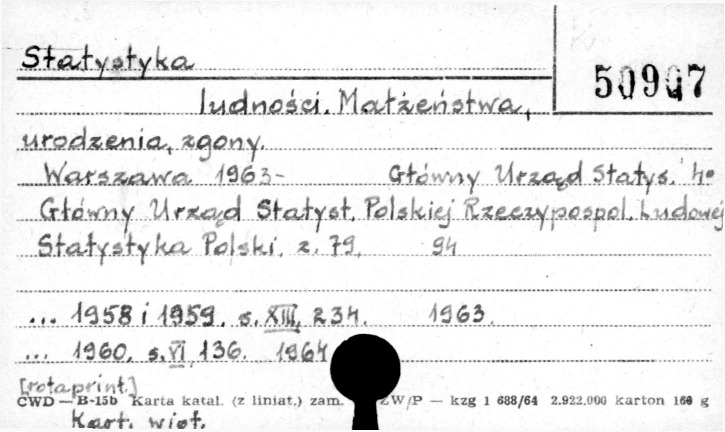 Statystyka
50907
ludności. Małżeństwa,
urodzenia, zgony.
Warszawa 1963- Główny Urząd Statys.
Główny Urząd Statyst. Polskiej Rzeczypospol. Ludowej
Statystyka Polski, z. 79, 94
... 1958 i 1959. s. XIII, 234. 1963.
... 1960. s. VI, 136. 1964
[rotaprint.]
CWD — B-15b Karta katal. (z liniat.) zam. ZW/P — kzg 1 688/64 2.922.000 karton 160 g
Kart. wiot.